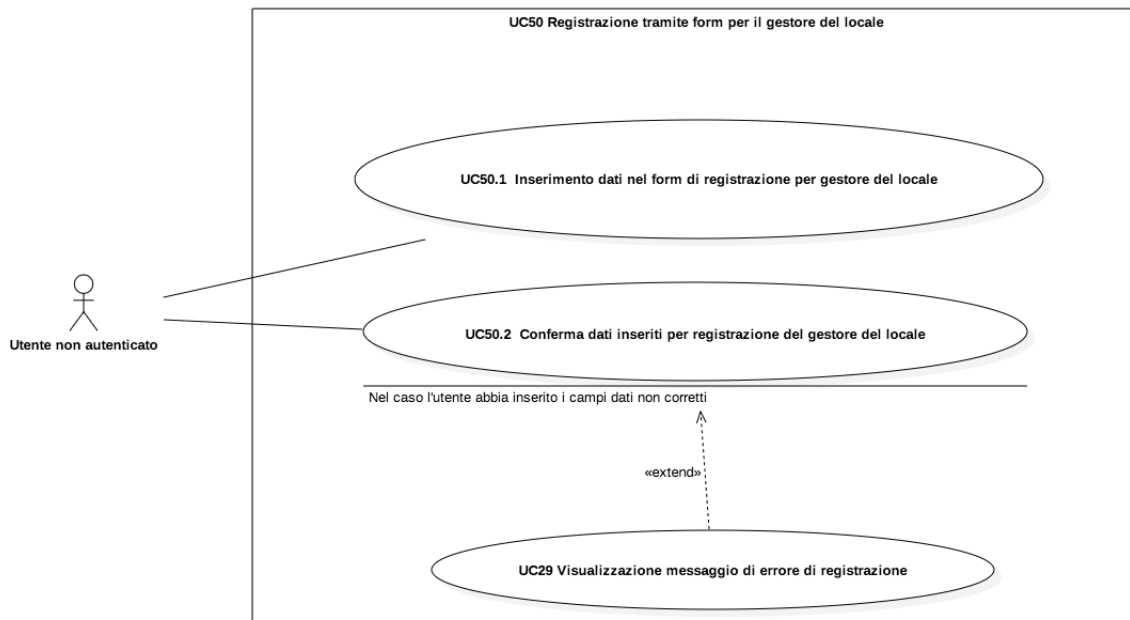 UC50 Registrazione tramite form per il gestore del locale
UC50.1 Inserimento dati nel form di registrazione per gestore del locale
Utente non autenticato
UC50.2 Conferma dati inseriti per registrazione del gestore del locale
Nel caso l'utente abbia inserito i campi dati non corretti
«extend»
UC29 Visualizzazione messaggio di errore di registrazione